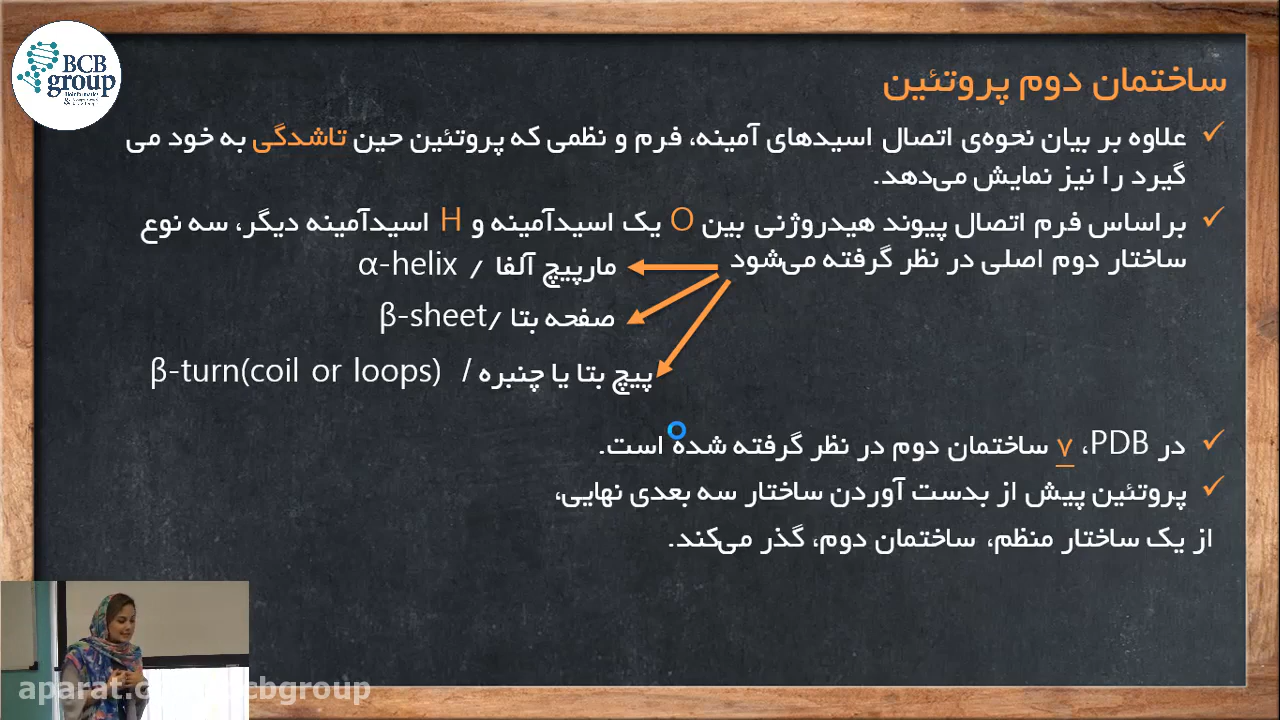 BCB
group
ساختمان دوم پروتئین
✓ علاوه بر بیان نحوه‌ی اتصال اسیدهای آمینه، فرم و نظمی که پروتئین حین تاشدگی به خود می
گیرد را نیز نمایش می‌دهد.
✓ براساس فرم اتصال پیوند هیدروژنی بین O یک اسیدآمینه و H اسیدآمینه دیگر، سه نوع
ساختار دوم اصلی در نظر گرفته می‌شود
مارپیچ آلفا / α-helix
صفحه بتا /β-sheet
پیچ بتا یا چنبره / β-turn(coil or loops)
✓ در PDB، ۷ ساختمان دوم در نظر گرفته شده است.
✓ پروتئین پیش از بدست آوردن ساختار سه بعدی نهایی،
از یک ساختار منظم، ساختمان دوم، گذر می‌کند.